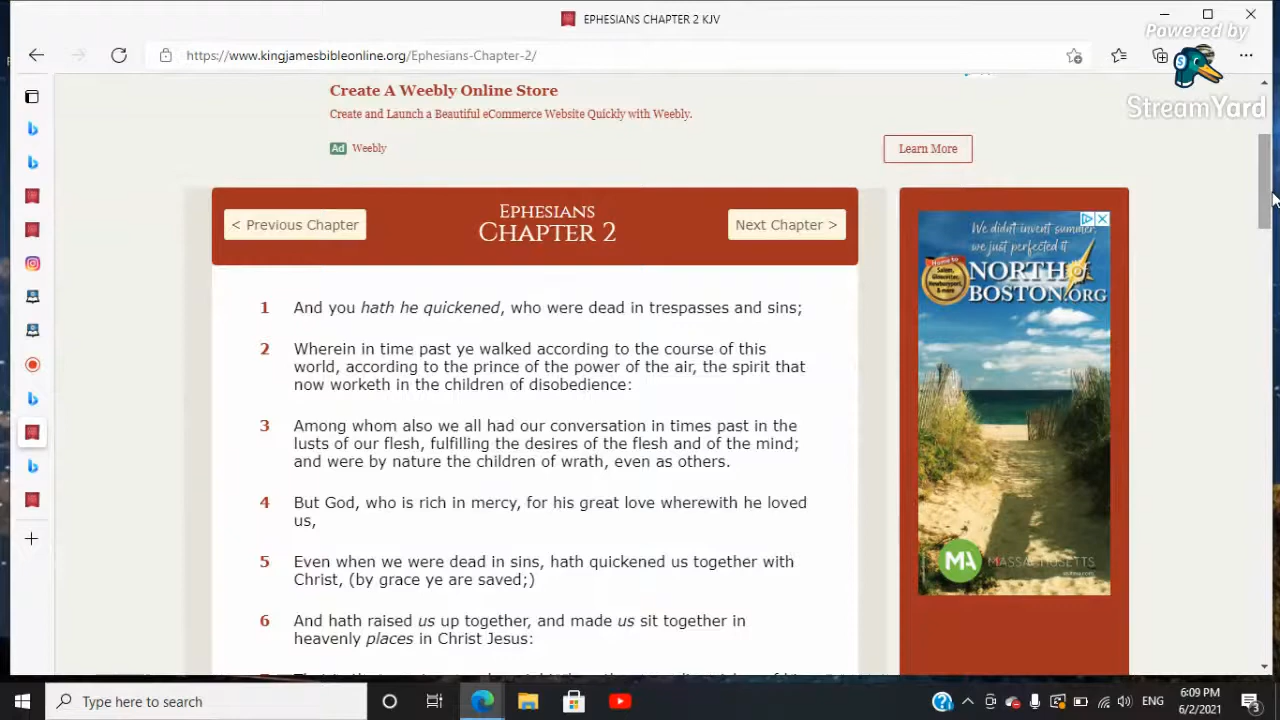 EPHESIANS CHAPTER 2 KJV
Powered by
StreamYard
https://www.kingjamesbibleonline.org/Ephesians-Chapter-2/
Create A Weebly Online Store
Create and Launch a Beautiful eCommerce Website Quickly with Weebly.
Ad Weebly
Learn More
< Previous Chapter
EPHESIANS
CHAPTER 2
Next Chapter >
1 And you hath he quickened, who were dead in trespasses and sins;
2 Wherein in time past ye walked according to the course of this
world, according to the prince of the power of the air, the spirit that
now worketh in the children of disobedience:
3 Among whom also we all had our conversation in times past in the
lusts of our flesh, fulfilling the desires of the flesh and of the mind;
and were by nature the children of wrath, even as others.
4 But God, who is rich in mercy, for his great love wherewith he loved
us,
5 Even when we were dead in sins, hath quickened us together with
Christ, (by grace ye are saved;)
6 And hath raised us up together, and made us sit together in
heavenly places in Christ Jesus:
We didn't invent summer,
we just perfected it
Home to
Salem,
Gloucester,
Newburyport,
& more
NORTH of
BOSTON.ORG
MA
MASSACHUSETTS
Type here to search
ENG
6:09 PM
6/2/2021
3